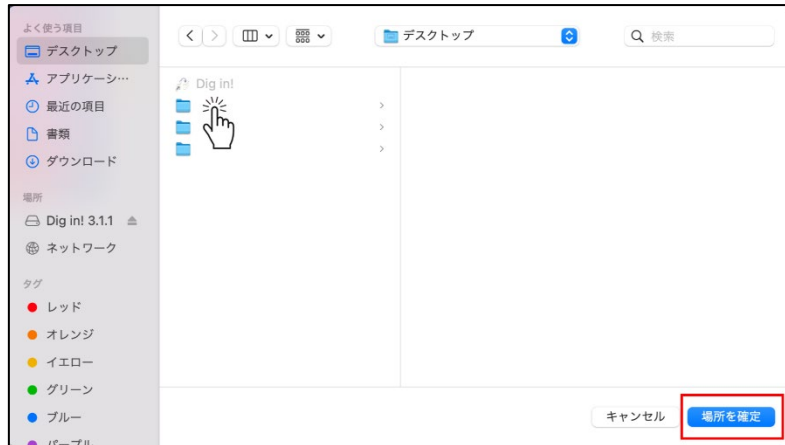 よく使う項目
デスクトップ
アプリケーシ…
最近の項目
書類
ダウンロード
場所
Dig in! 3.1.1
ネットワーク
タグ
レッド
オレンジ
イエロー
グリーン
ブルー
パープル
デスクトップ
検索
Dig in!
キャンセル
場所を確定